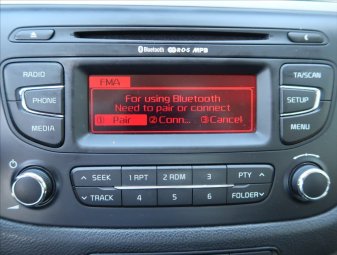 Bluetooth RDS MP3
RADIO
FMA
TA/SCAN
For using Bluetooth
PHONE
Need to pair or connect
SETUP
MEDIA
① Pair ② Conn... ③ Cancel
MENU
SEEK 1 RPT 2 RDM 3 PTY
TRACK 4 5 6 FOLDER